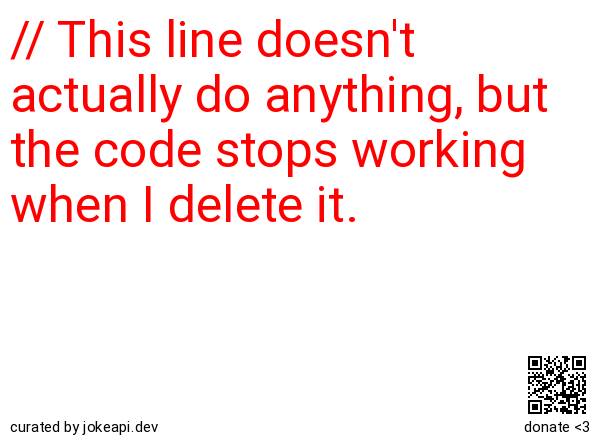 // This line doesn't
actually do anything, but
the code stops working
when I delete it.
curated by jokeapi.dev
donate <3